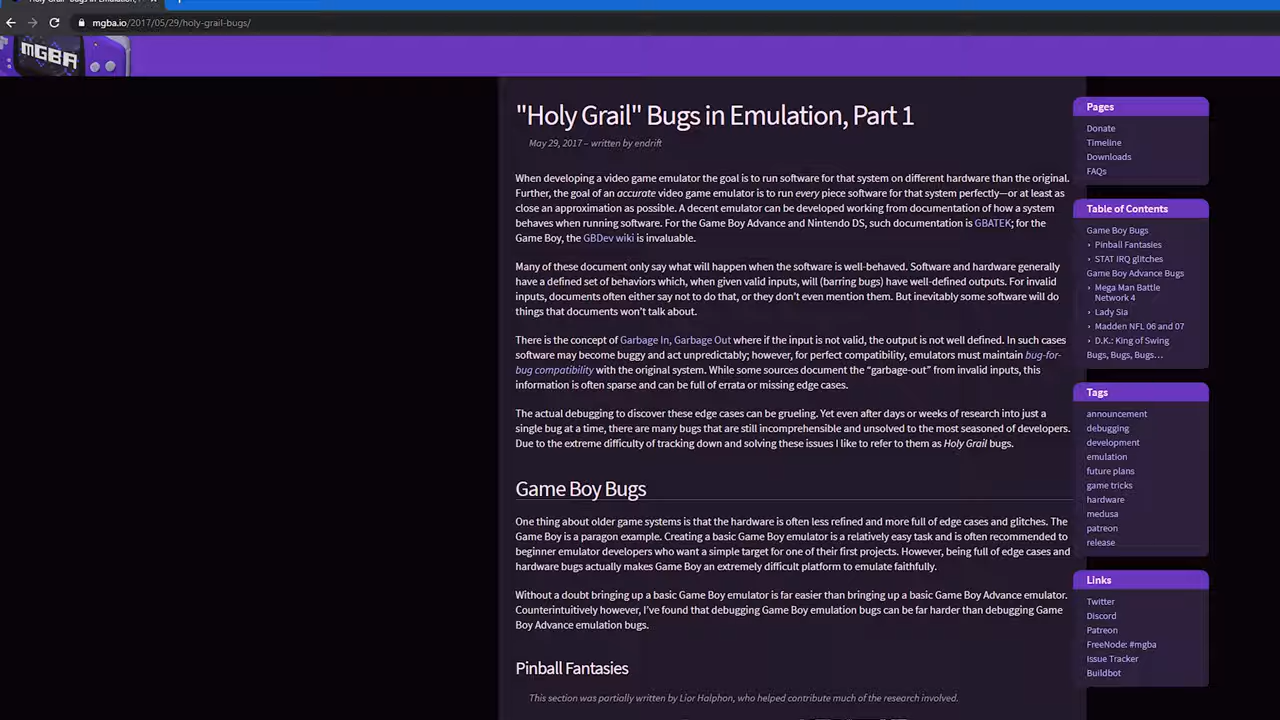 mgba.io/2017/05/29/holy-grail-bugs/
mGBA
"Holy Grail" Bugs in Emulation, Part 1
May 29, 2017 – written by endrift
When developing a video game emulator the goal is to run software for that system on different hardware than the original.
Further, the goal of an accurate video game emulator is to run every piece software for that system perfectly—or at least as
close an approximation as possible. A decent emulator can be developed working from documentation of how a system
behaves when running software. For the Game Boy Advance and Nintendo DS, such documentation is GBATEK; for the
Game Boy, the GBDev wiki is invaluable.
Many of these document only say what will happen when the software is well-behaved. Software and hardware generally
have a defined set of behaviors which, when given valid inputs, will (barring bugs) have well-defined outputs. For invalid
inputs, documents often either say not to do that, or they don't even mention them. But inevitably some software will do
things that documents won't talk about.
There is the concept of Garbage In, Garbage Out where if the input is not valid, the output is not well defined. In such cases
software may become buggy and act unpredictably; however, for perfect compatibility, emulators must maintain bug-for-
bug compatibility with the original system. While some sources document the “garbage-out” from invalid inputs, this
information is often sparse and can be full of errata or missing edge cases.
The actual debugging to discover these edge cases can be grueling. Yet even after days or weeks of research into just a
single bug at a time, there are many bugs that are still incomprehensible and unsolved to the most seasoned of developers.
Due to the extreme difficulty of tracking down and solving these issues I like to refer to them as Holy Grail bugs.
Game Boy Bugs
One thing about older game systems is that the hardware is often less refined and more full of edge cases and glitches. The
Game Boy is a paragon example. Creating a basic Game Boy emulator is a relatively easy task and is often recommended to
beginner emulator developers who want a simple target for one of their first projects. However, being full of edge cases and
hardware bugs actually makes Game Boy an extremely difficult platform to emulate faithfully.
Without a doubt bringing up a basic Game Boy emulator is far easier than bringing up a basic Game Boy Advance emulator.
Counterintuitively however, I've found that debugging Game Boy emulation bugs can be far harder than debugging Game
Boy Advance emulation bugs.
Pinball Fantasies
This section was partially written by Lior Halphon, who helped contribute much of the research involved.
Pages
Donate
Timeline
Downloads
FAQs
Table of Contents
Game Boy Bugs
Pinball Fantasies
STAT IRQ glitches
Game Boy Advance Bugs
Mega Man Battle
Network 4
Lady Sia
Madden NFL 06 and 07
D.K.: King of Swing
Bugs, Bugs, Bugs…
Tags
announcement
debugging
development
emulation
future plans
game tricks
hardware
medusa
patreon
release
Links
Twitter
Discord
Patreon
FreeNode: #mgba
Issue Tracker
Buildbot